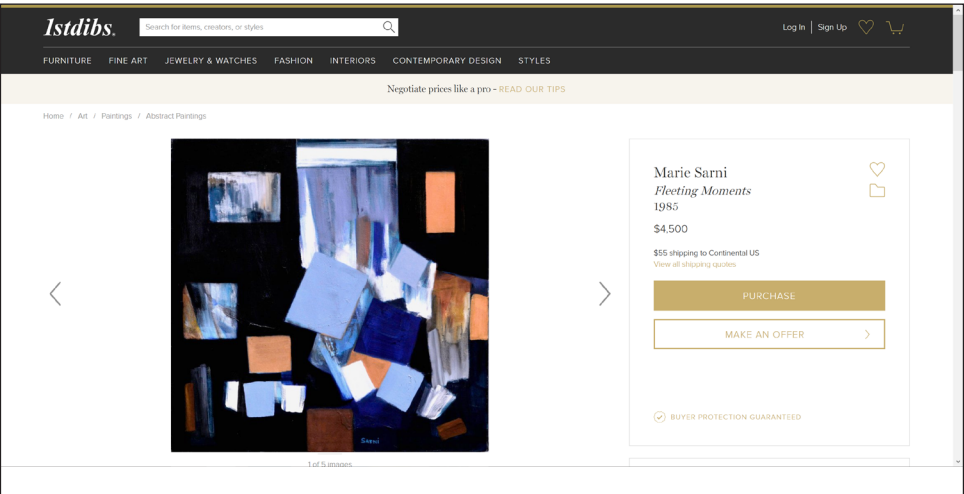 1stdibs.
Search for items, creators, or styles
Log In | Sign Up
FURNITURE FINE ART JEWELRY & WATCHES FASHION INTERIORS CONTEMPORARY DESIGN STYLES
Negotiate prices like a pro - READ OUR TIPS
Home / Art / Paintings / Abstract Paintings
Marie Sarni
Fleeting Moments
1985
$4,500
$55 shipping to Continental US
View all shipping quotes
PURCHASE
MAKE AN OFFER
BUYER PROTECTION GUARANTEED
Sarni
1 of 5 images